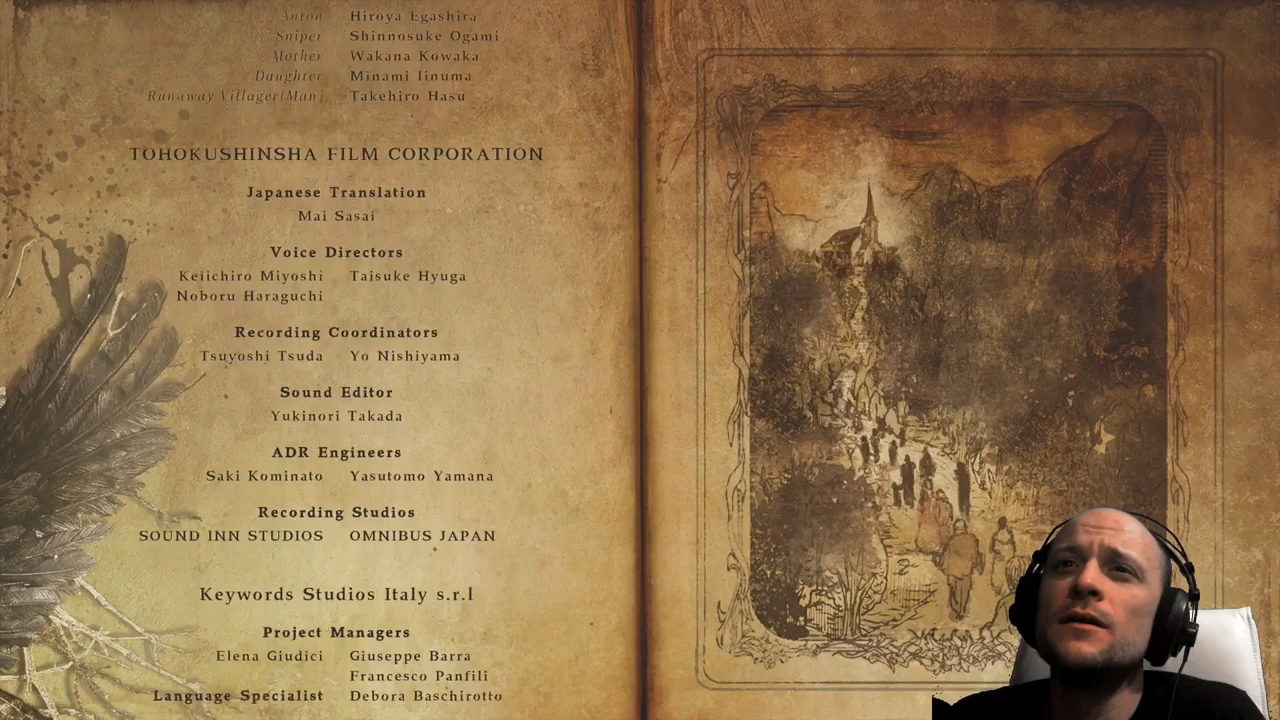 Anton Hiroya Egashira
Sniper Shinnosuke Ogami
Mother Wakana Kowaka
Daughter Minami Iinuma
Runaway Villager(Man) Takehiro Hasu
TOHOKUSHINSHA FILM CORPORATION
Japanese Translation
Mai Sasai
Voice Directors
Keiichiro Miyoshi Taisuke Hyuga
Noboru Haraguchi
Recording Coordinators
Tsuyoshi Tsuda Yo Nishiyama
Sound Editor
Yukinori Takada
ADR Engineers
Saki Kominato Yasutomo Yamana
Recording Studios
SOUND INN STUDIOS OMNIBUS JAPAN
Keywords Studios Italy s.r.l
Project Managers
Elena Giudici Giuseppe Barra
Francesco Panfili
Language Specialist Debora Baschirotto